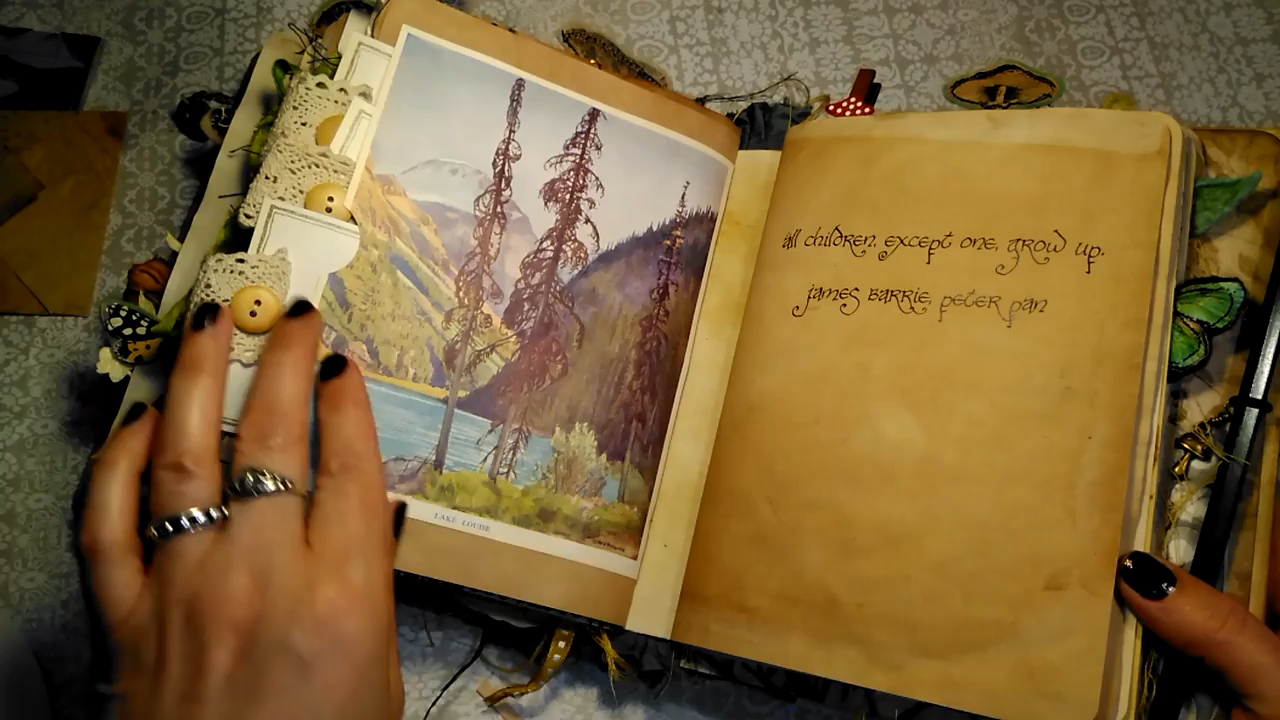 LAKE LOUISE
all children, except one, grow up.
james Barrie, peter pan